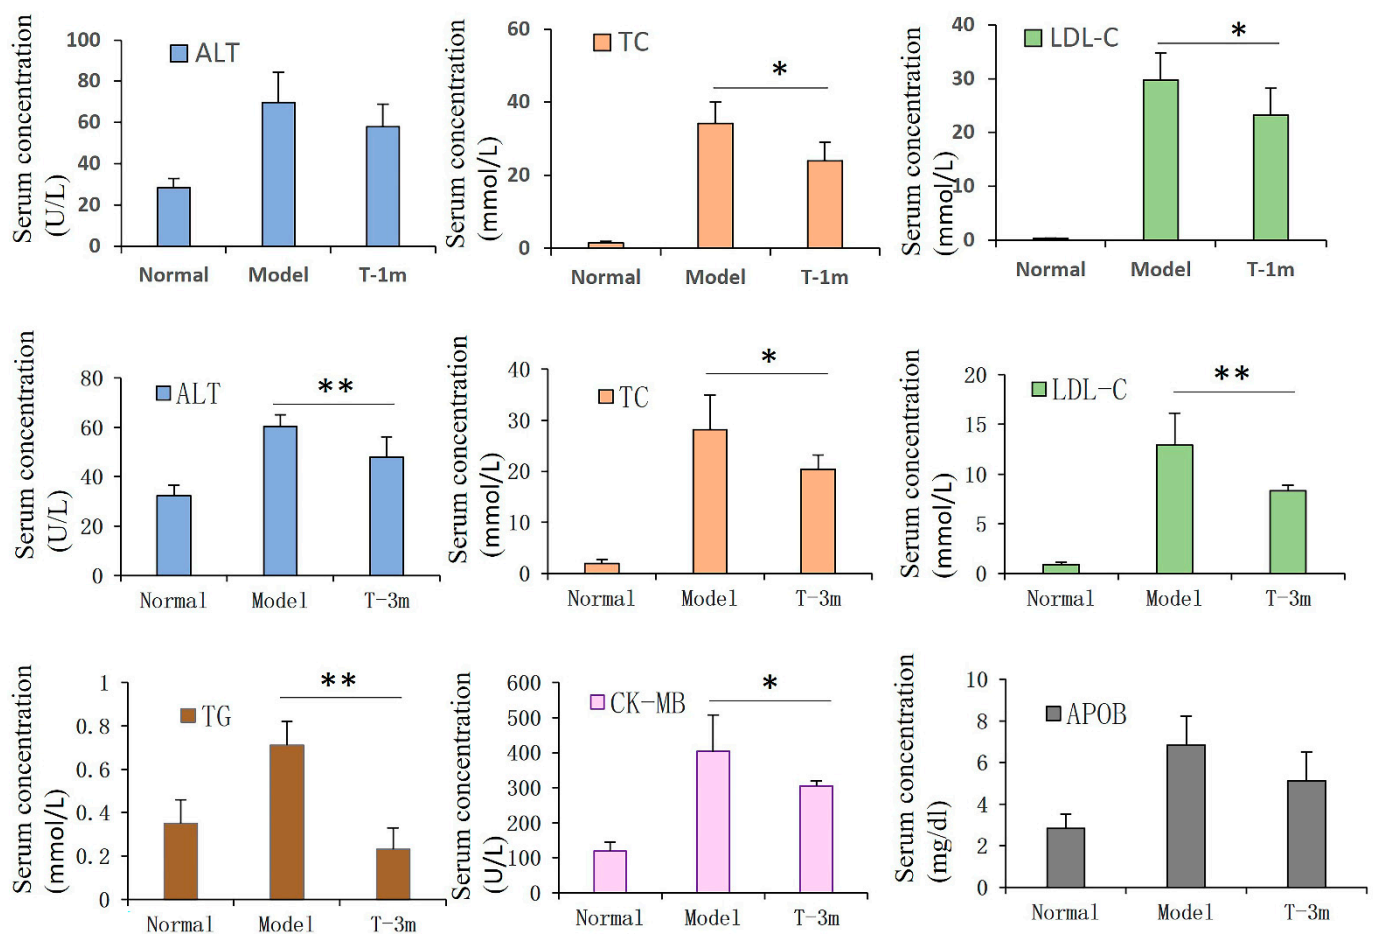 Serum concentration
(U/L)
ALT
100
80
60
40
20
0
Normal Model T-1m
Serum concentration
(mmol/L)
TC
*
60
40
20
0
Normal Model T-1m
Serum concentration
(mmol/L)
LDL-C
*
40
30
20
10
0
Normal Model T-1m
Serum concentration
(U/L)
ALT
**
80
60
40
20
0
Normal Model T-3m
Serum concentration
(mmol/L)
TC
*
40
30
20
10
0
Normal Model T-3m
Serum concentration
(mmol/L)
LDL-C
**
20
15
10
5
0
Normal Model T-3m
Serum concentration
(mmol/L)
TG
**
1
0.8
0.6
0.4
0.2
0
Normal Model T-3m
Serum concentration
(U/L)
CK-MB
*
600
500
400
300
200
100
0
Normal Model T-3m
Serum concentration
(mg/dl)
APOB
10
8
6
4
2
0
Normal Model T-3m